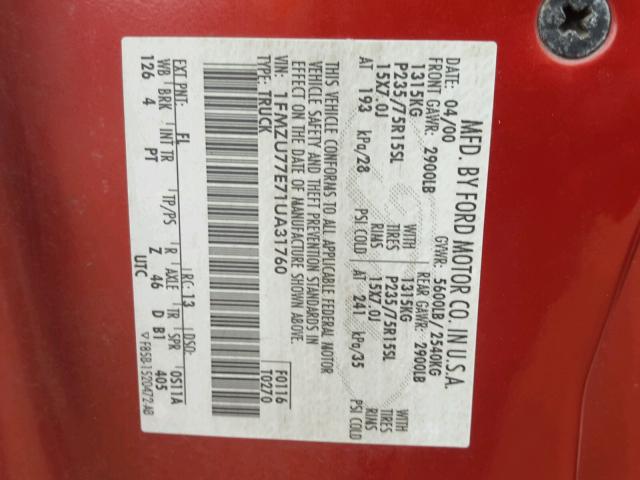 MFD. BY FORD MOTOR CO. IN U.S.A.
DATE: 04/00 GVWR: 5600LB/2540KG
FRONT GAWR: 2900LB REAR GAWR: 2900LB
1315KG WITH 1315KG WITH
P235/75R15SL TIRES P235/75R15SL TIRES
15X7.0J RIMS 15X7.0J RIMS
AT 193 kPa/28 PSI COLD AT 241 kPa/35 PSI COLD
THIS VEHICLE CONFORMS TO ALL APPLICABLE FEDERAL MOTOR
VEHICLE SAFETY AND THEFT PREVENTION STANDARDS IN
EFFECT ON THE DATE OF MANUFACTURE SHOWN ABOVE.
VIN: 1FMZU77E71UA31760 F0116
TYPE: TRUCK T0270
EXT PNT: FL RC: 13 DSO:
WB BRK INT TR TP/PS R AXLE TR SPR 0S11A
126 4 PT Z 46 D B1 405
UTC ▽F85B-1520472-AB